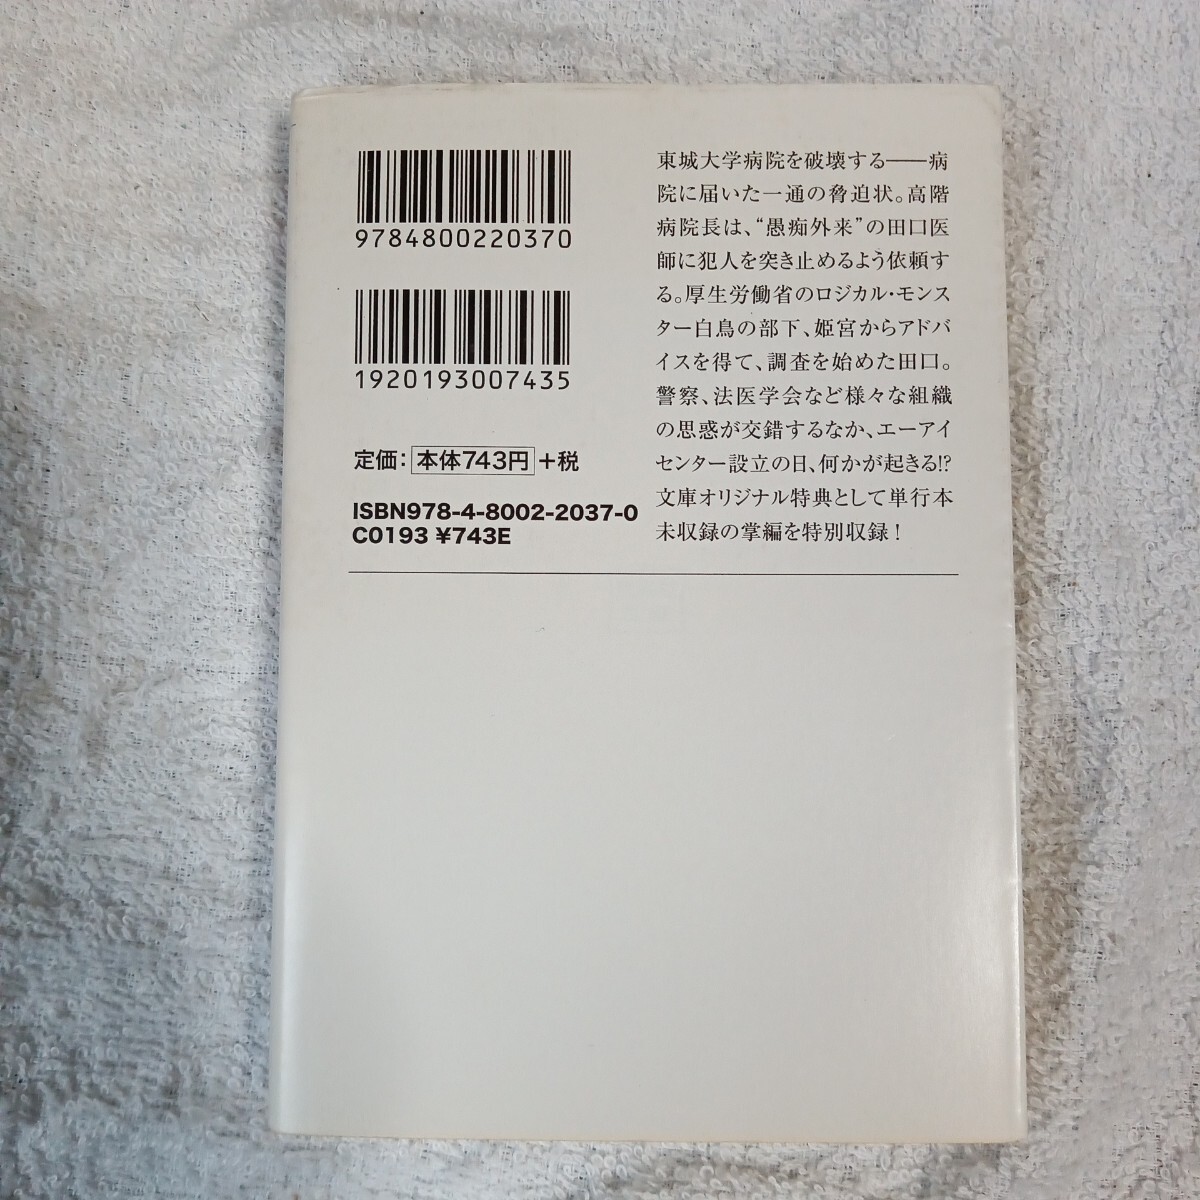 9784800220370
1920193007435
定価：本体743円+税
ISBN978-4-8002-2037-0
C0193 ¥743E
東城大学病院を破壊する――病
院に届いた一通の脅迫状。高階
病院長は、“愚痴外来”の田口医
師に犯人を突き止めるよう依頼す
る。厚生労働省のロジカル・モンス
ター白鳥の部下、姫宮からアドバ
イスを得て、調査を始めた田口。
警察、法医学会など様々な組織
の思惑が交錯するなか、エーアイ
センター設立の日、何かが起きる!?
文庫オリジナル特典として単行本
未収録の掌編を特別収録！